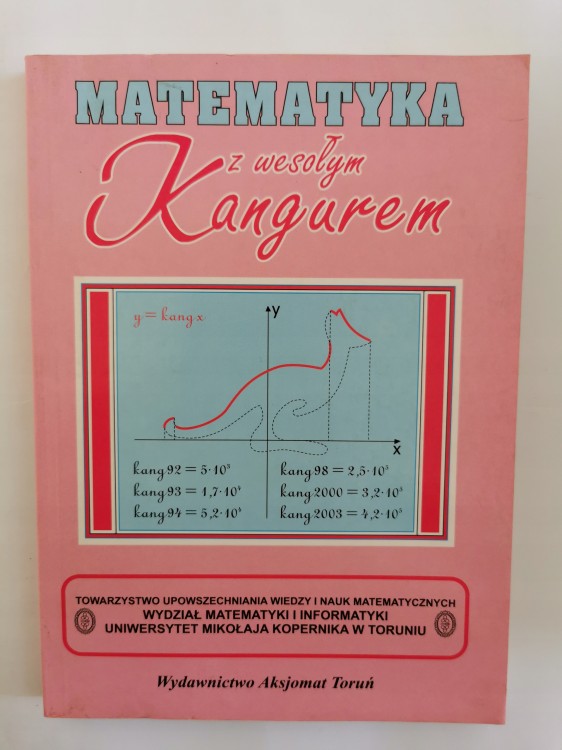 MATEMATYKA
z wesołym
Kangurem
y = kang x
y
x
kang 92 = 5·10³
kang 93 = 1,7·10⁴
kang 94 = 5,2·10⁴
kang 98 = 2,5·10⁵
kang 2000 = 3,2·10⁵
kang 2003 = 4,2·10⁵
TOWARZYSTWO UPOWSZECHNIANIA WIEDZY I NAUK MATEMATYCZNYCH
WYDZIAŁ MATEMATYKI I INFORMATYKI
UNIWERSYTET MIKOŁAJA KOPERNIKA W TORUNIU
Wydawnictwo Aksjomat Toruń